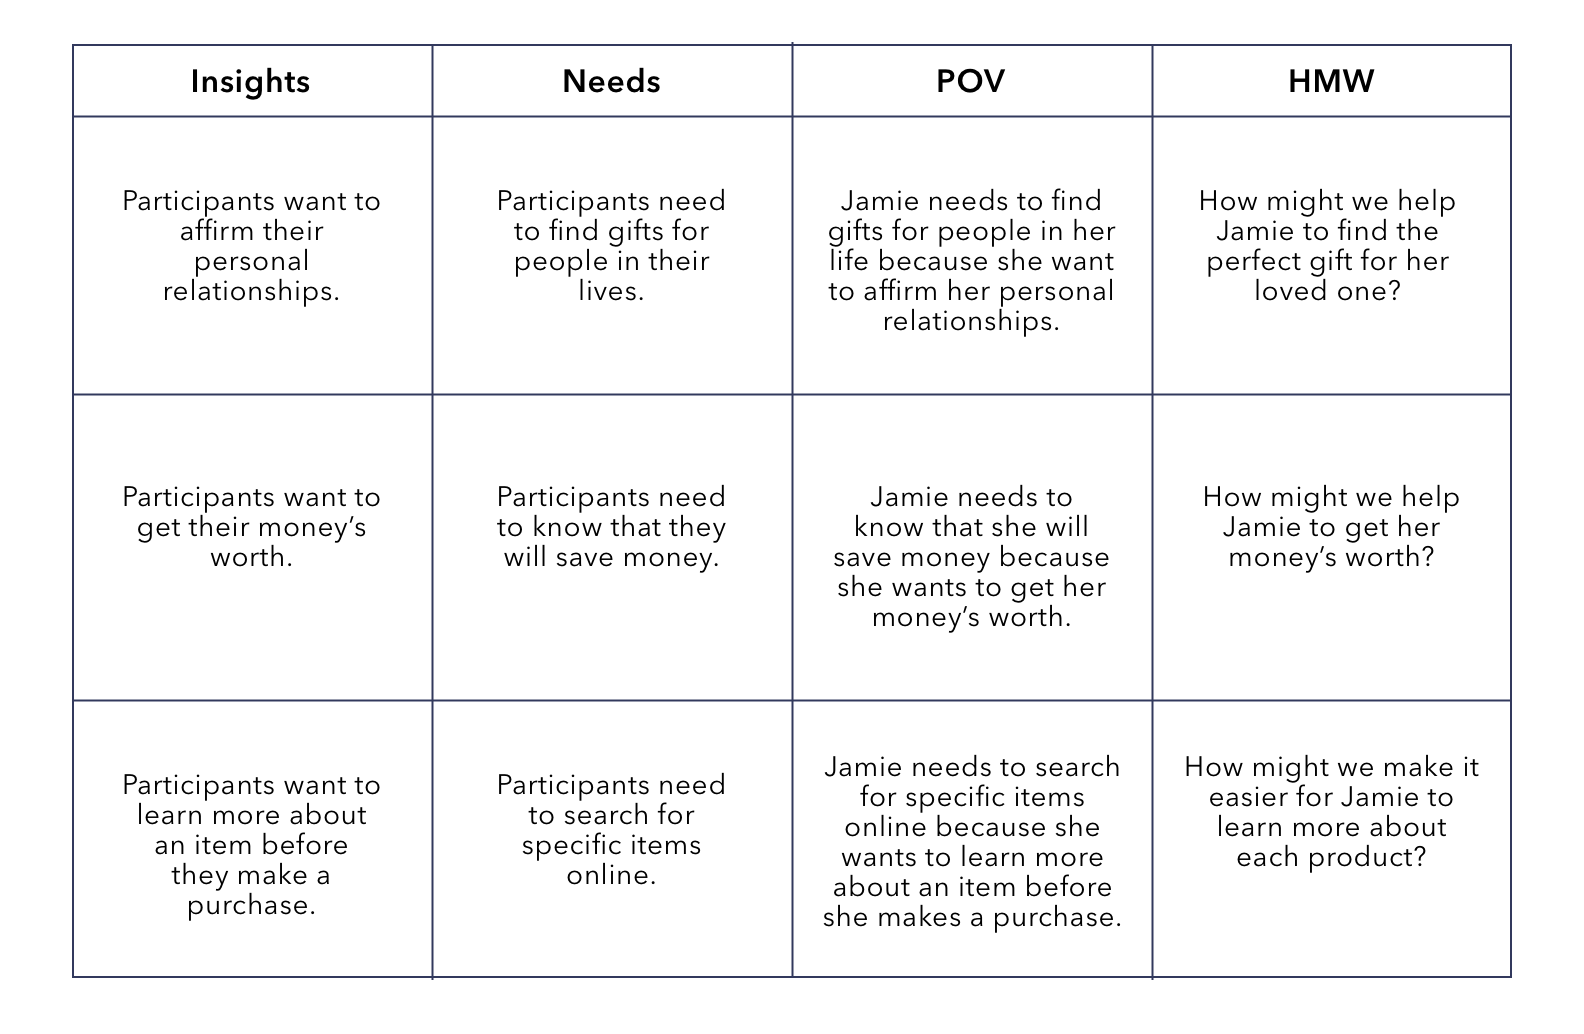 Insights
Needs
POV
HMW
Participants want to
affirm their
personal
relationships.
Participants need
to find gifts for
people in their
lives.
Jamie needs to find
gifts for people in her
life because she want
to affirm her personal
relationships.
How might we help
Jamie to find the
perfect gift for her
loved one?
Participants want to
get their money’s
worth.
Participants need
to know that they
will save money.
Jamie needs to
know that she will
save money because
she wants to get her
money’s worth.
How might we help
Jamie to get her
money’s worth?
Participants want to
learn more about
an item before
they make a
purchase.
Participants need
to search for
specific items
online.
Jamie needs to search
for specific items
online because she
wants to learn more
about an item before
she makes a purchase.
How might we make it
easier for Jamie to
learn more about
each product?